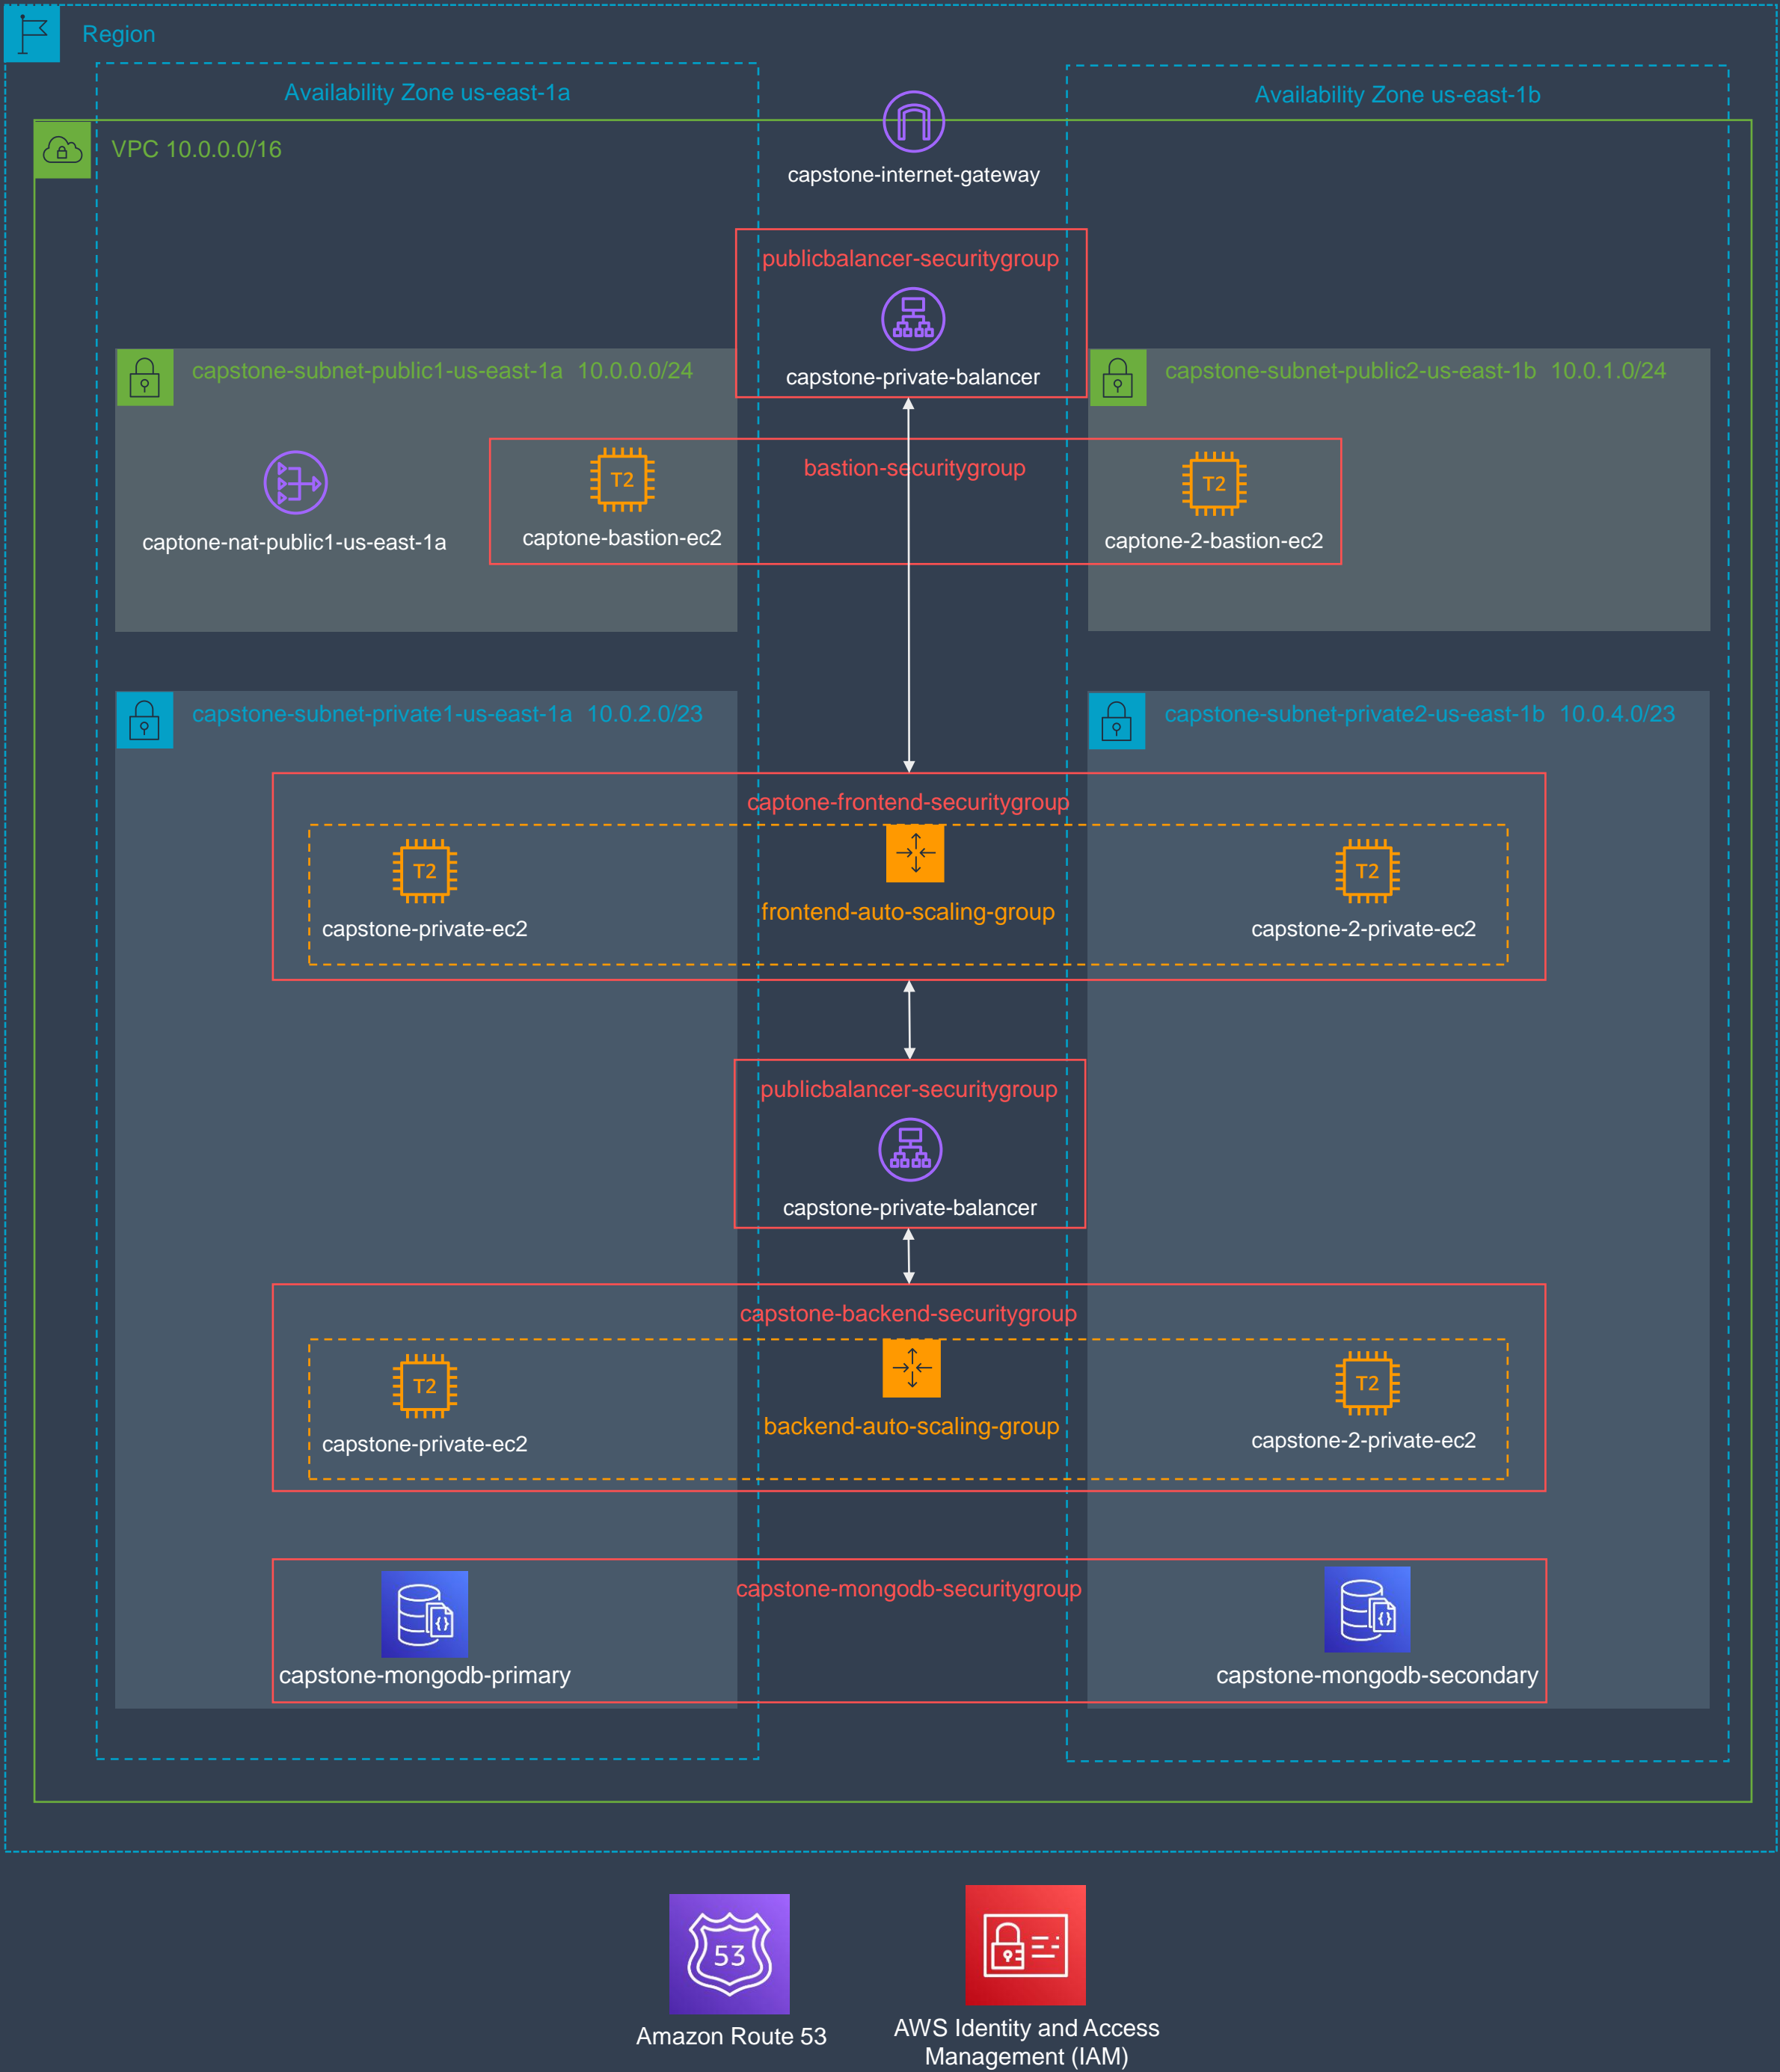 Region
Availability Zone us-east-1a
Availability Zone us-east-1b
VPC 10.0.0.0/16
capstone-internet-gateway
publicbalancer-securitygroup
capstone-private-balancer
capstone-subnet-public1-us-east-1a 10.0.0.0/24
capstone-subnet-public2-us-east-1b 10.0.1.0/24
bastion-securitygroup
T2
T2
captone-nat-public1-us-east-1a
captone-bastion-ec2
captone-2-bastion-ec2
capstone-subnet-private1-us-east-1a 10.0.2.0/23
capstone-subnet-private2-us-east-1b 10.0.4.0/23
captone-frontend-securitygroup
T2
T2
frontend-auto-scaling-group
capstone-private-ec2
capstone-2-private-ec2
publicbalancer-securitygroup
capstone-private-balancer
capstone-backend-securitygroup
T2
T2
backend-auto-scaling-group
capstone-private-ec2
capstone-2-private-ec2
capstone-mongodb-securitygroup
{}
{}
capstone-mongodb-primary
capstone-mongodb-secondary
53
Amazon Route 53
AWS Identity and Access
Management (IAM)